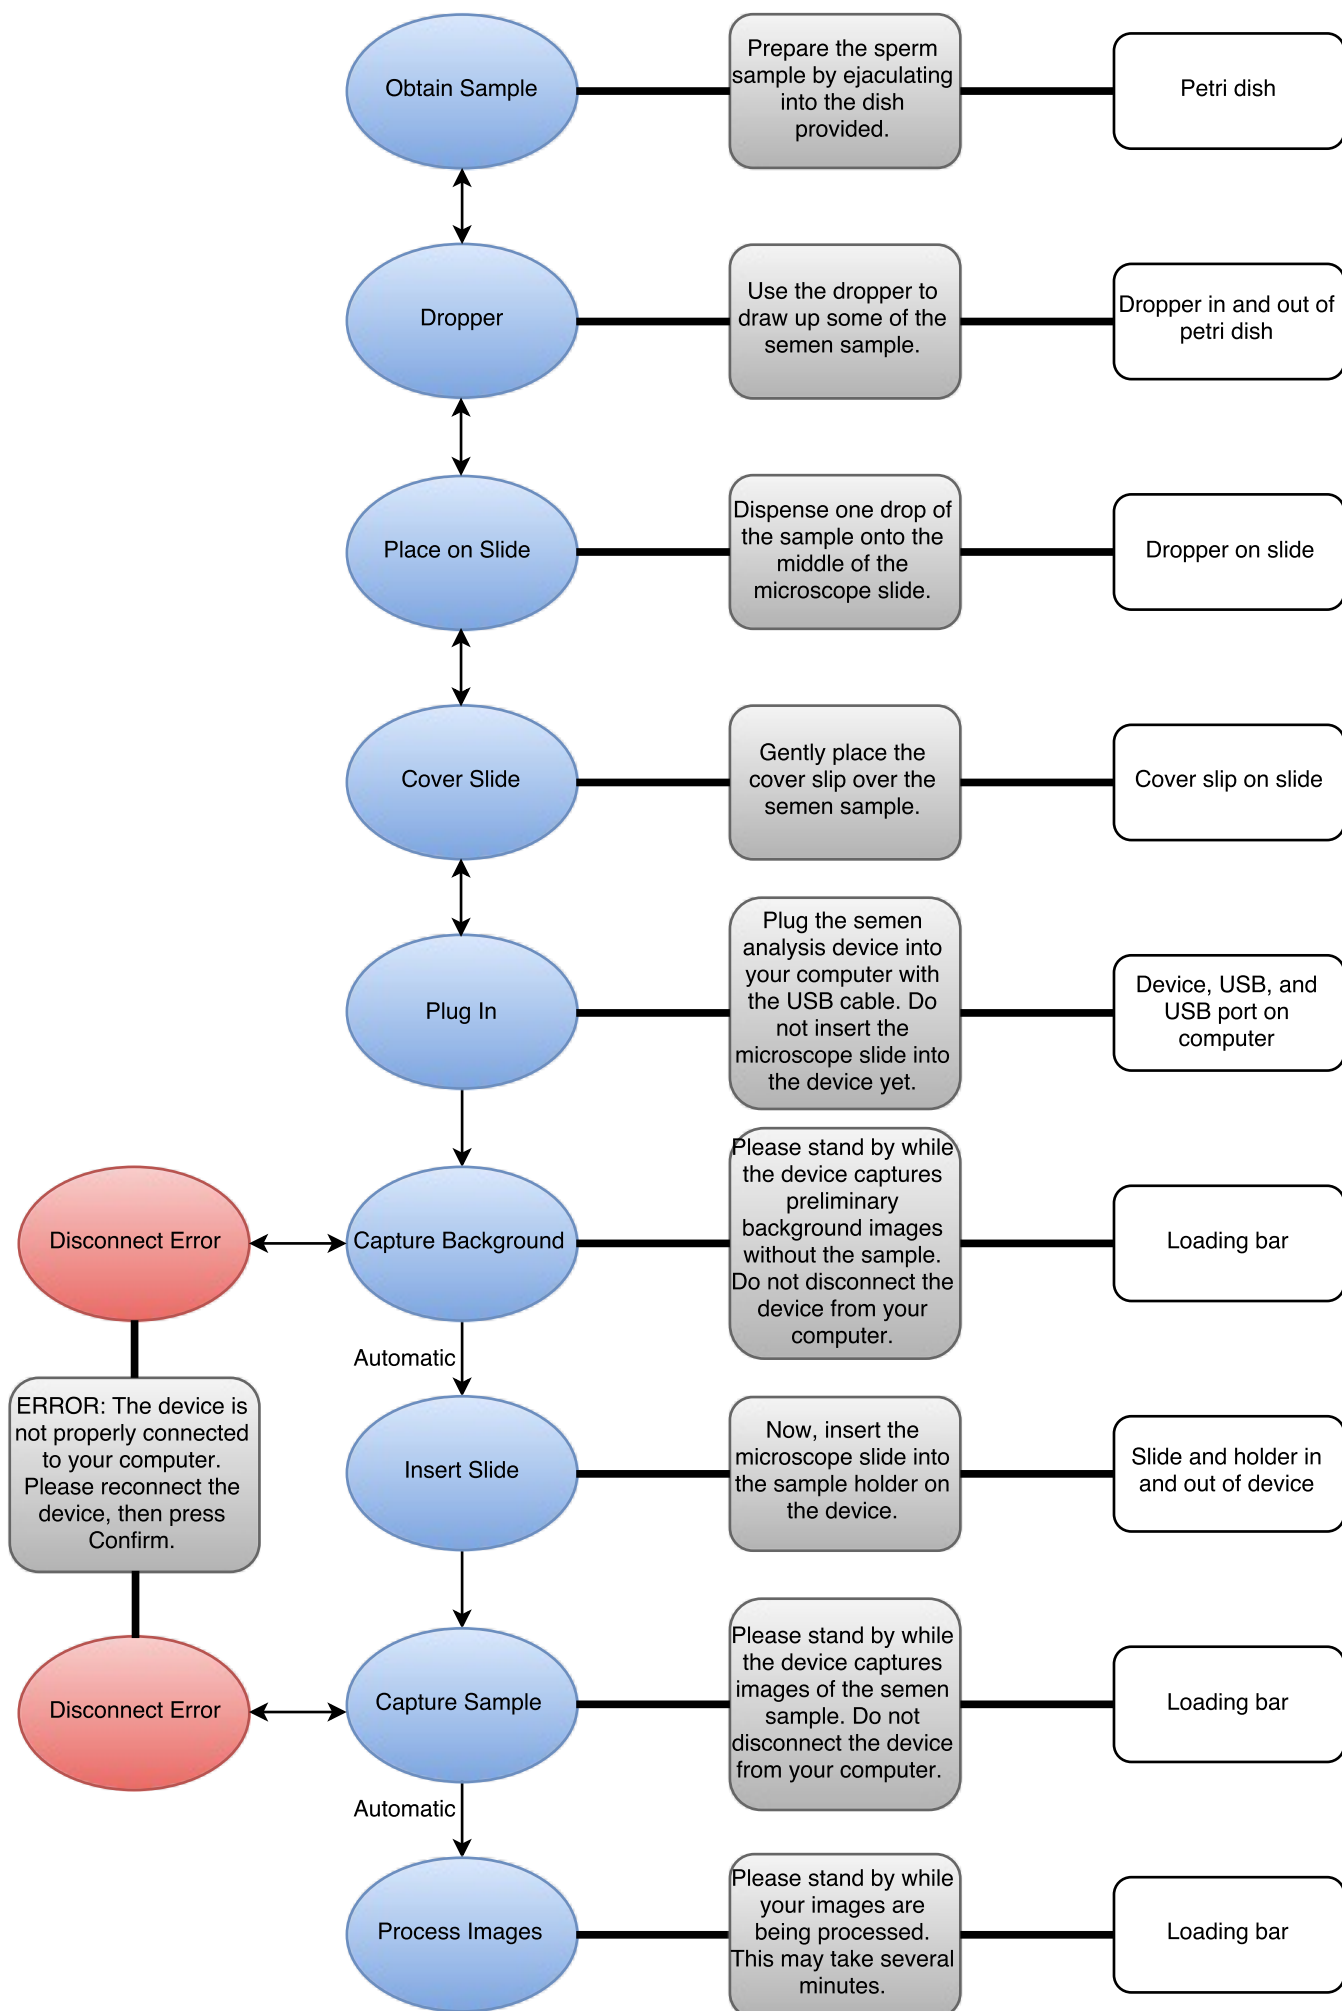 Obtain Sample
Prepare the sperm
sample by ejaculating
into the dish
provided.
Petri dish
Dropper
Use the dropper to
draw up some of the
semen sample.
Dropper in and out of
petri dish
Place on Slide
Dispense one drop of
the sample onto the
middle of the
microscope slide.
Dropper on slide
Cover Slide
Gently place the
cover slip over the
semen sample.
Cover slip on slide
Plug In
Plug the semen
analysis device into
your computer with
the USB cable. Do
not insert the
microscope slide into
the device yet.
Device, USB, and
USB port on
computer
Disconnect Error
Capture Background
Please stand by while
the device captures
preliminary
background images
without the sample.
Do not disconnect the
device from your
computer.
Loading bar
Automatic
ERROR: The device is
not properly connected
to your computer.
Please reconnect the
device, then press
Confirm.
Insert Slide
Now, insert the
microscope slide into
the sample holder on
the device.
Slide and holder in
and out of device
Disconnect Error
Capture Sample
Please stand by while
the device captures
images of the semen
sample. Do not
disconnect the device
from your computer.
Loading bar
Automatic
Process Images
Please stand by while
your images are
being processed.
This may take several
minutes.
Loading bar